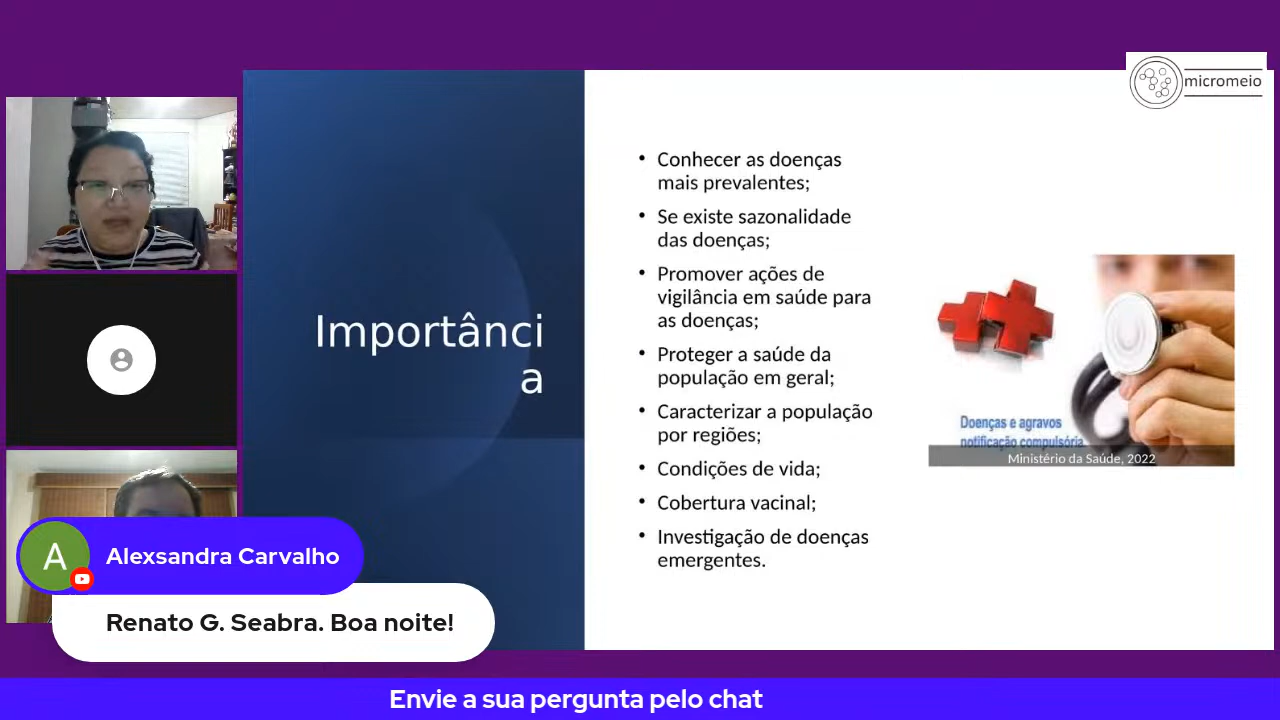 micromeio
Importânci
a
• Conhecer as doenças
mais prevalentes;
• Se existe sazonalidade
das doenças;
• Promover ações de
vigilância em saúde para
as doenças;
• Proteger a saúde da
população em geral;
• Caracterizar a população
por regiões;
• Condições de vida;
• Cobertura vacinal;
• Investigação de doenças
emergentes.
Doenças e agravos
notificação compulsória
Ministério da Saúde, 2022
A
Alexsandra Carvalho
Renato G. Seabra. Boa noite!
Envie a sua pergunta pelo chat